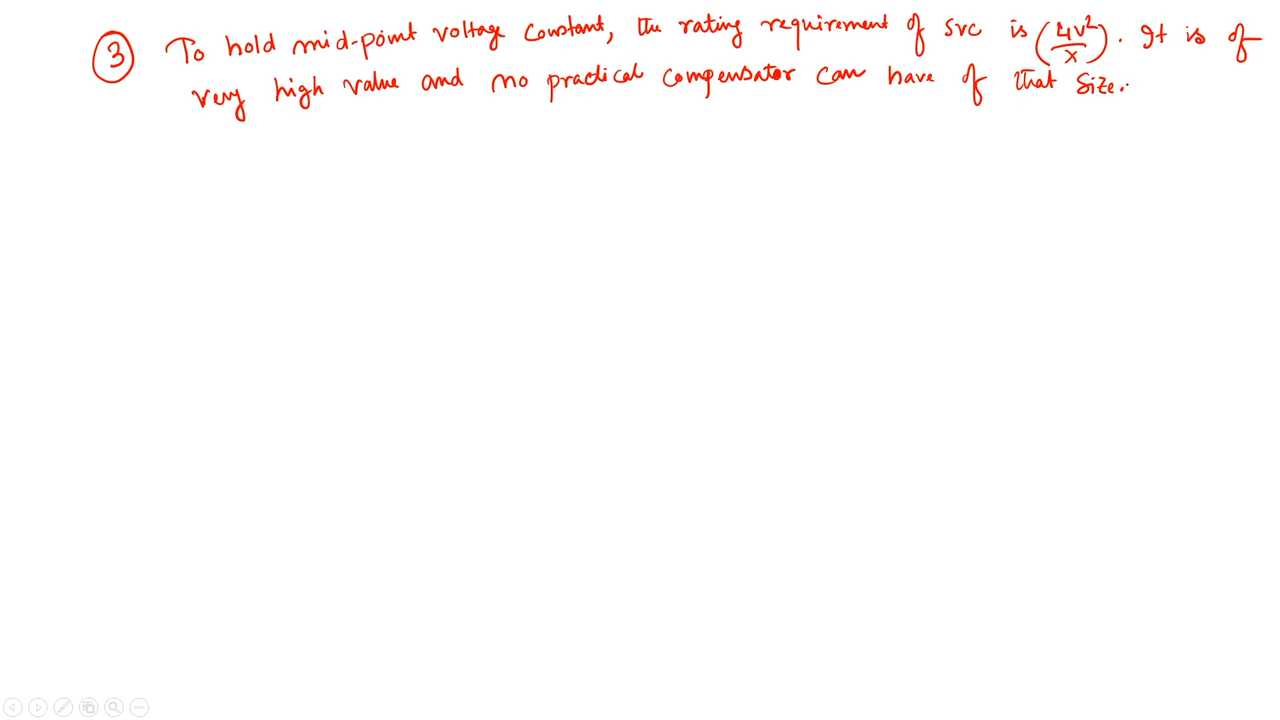 ③ To hold mid-point voltage constant, the rating requirement of SVC is (4V²/X). It is of
very high value and no practical compensator can have of that size.